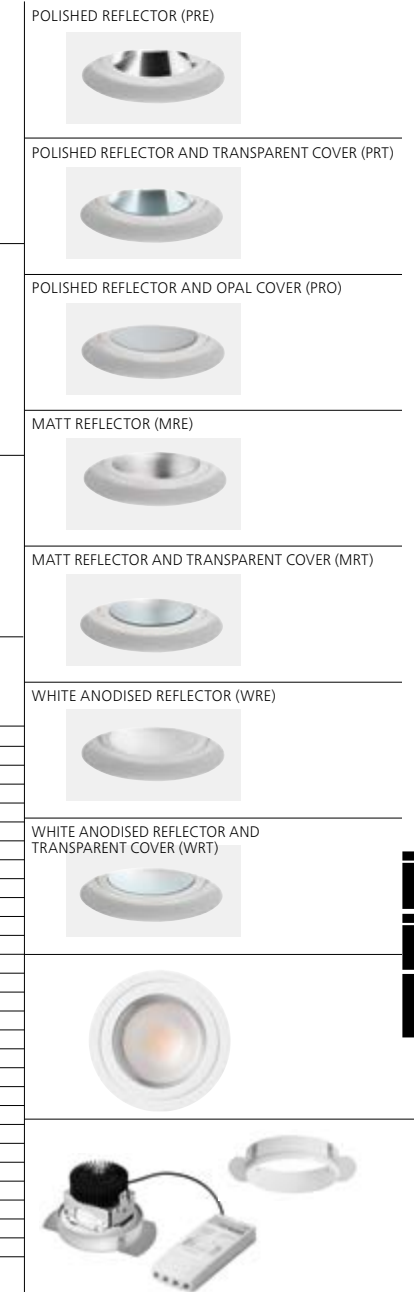 POLISHED REFLECTOR (PRE)
POLISHED REFLECTOR AND TRANSPARENT COVER (PRT)
POLISHED REFLECTOR AND OPAL COVER (PRO)
MATT REFLECTOR (MRE)
MATT REFLECTOR AND TRANSPARENT COVER (MRT)
WHITE ANODISED REFLECTOR (WRE)
WHITE ANODISED REFLECTOR AND
TRANSPARENT COVER (WRT)